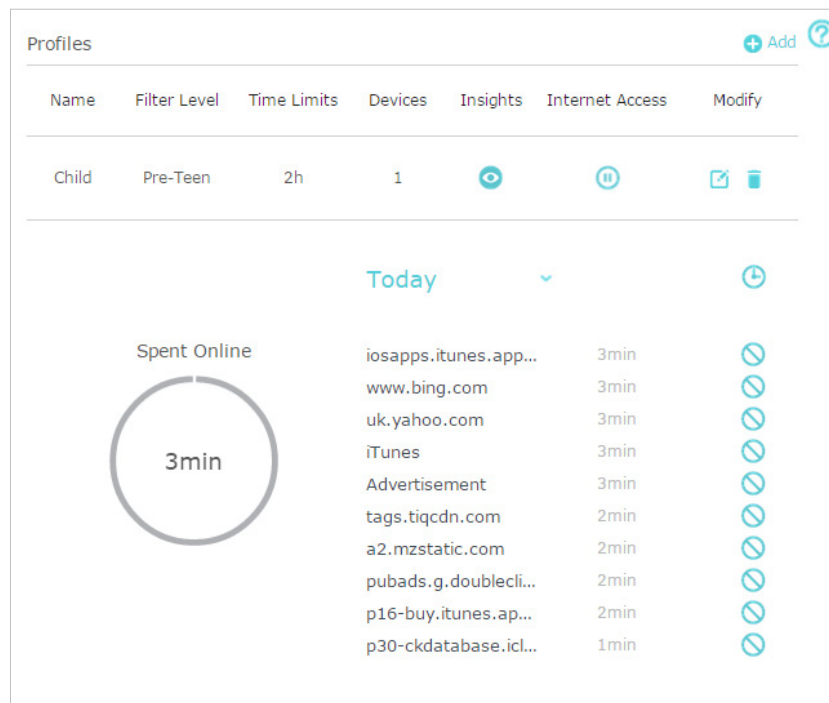 Profiles Add ?
Name Filter Level Time Limits Devices Insights Internet Access Modify
Child Pre-Teen 2h 1
Today
Spent Online
3min
iosapps.itunes.app... 3min
www.bing.com 3min
uk.yahoo.com 3min
iTunes 3min
Advertisement 3min
tags.tiqcdn.com 2min
a2.mzstatic.com 2min
pubads.g.doublecli... 2min
p16-buy.itunes.ap... 2min
p30-ckdatabase.icl... 1min